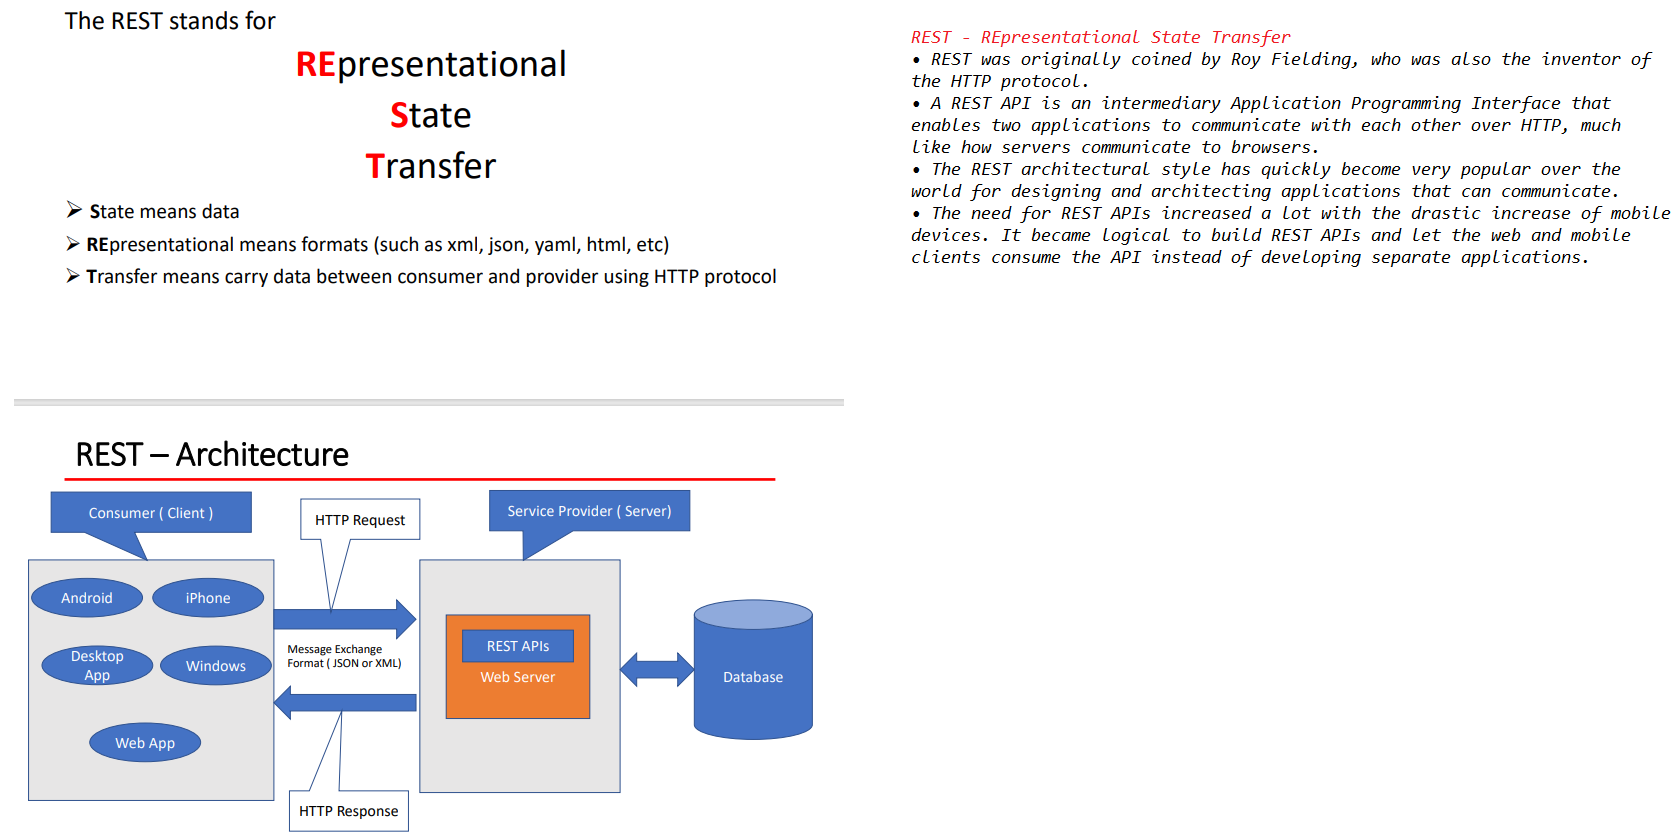 The REST stands for
REpresentational
State
Transfer
➢ State means data
➢ REpresentational means formats (such as xml, json, yaml, html, etc)
➢ Transfer means carry data between consumer and provider using HTTP protocol
REST - REpresentational State Transfer
• REST was originally coined by Roy Fielding, who was also the inventor of
the HTTP protocol.
• A REST API is an intermediary Application Programming Interface that
enables two applications to communicate with each other over HTTP, much
like how servers communicate to browsers.
• The REST architectural style has quickly become very popular over the
world for designing and architecting applications that can communicate.
• The need for REST APIs increased a lot with the drastic increase of mobile
devices. It became logical to build REST APIs and let the web and mobile
clients consume the API instead of developing separate applications.
REST – Architecture
Consumer ( Client )
HTTP Request
Service Provider ( Server)
Android
iPhone
Desktop
App
Windows
Web App
Message Exchange
Format ( JSON or XML)
REST APIs
Web Server
Database
HTTP Response